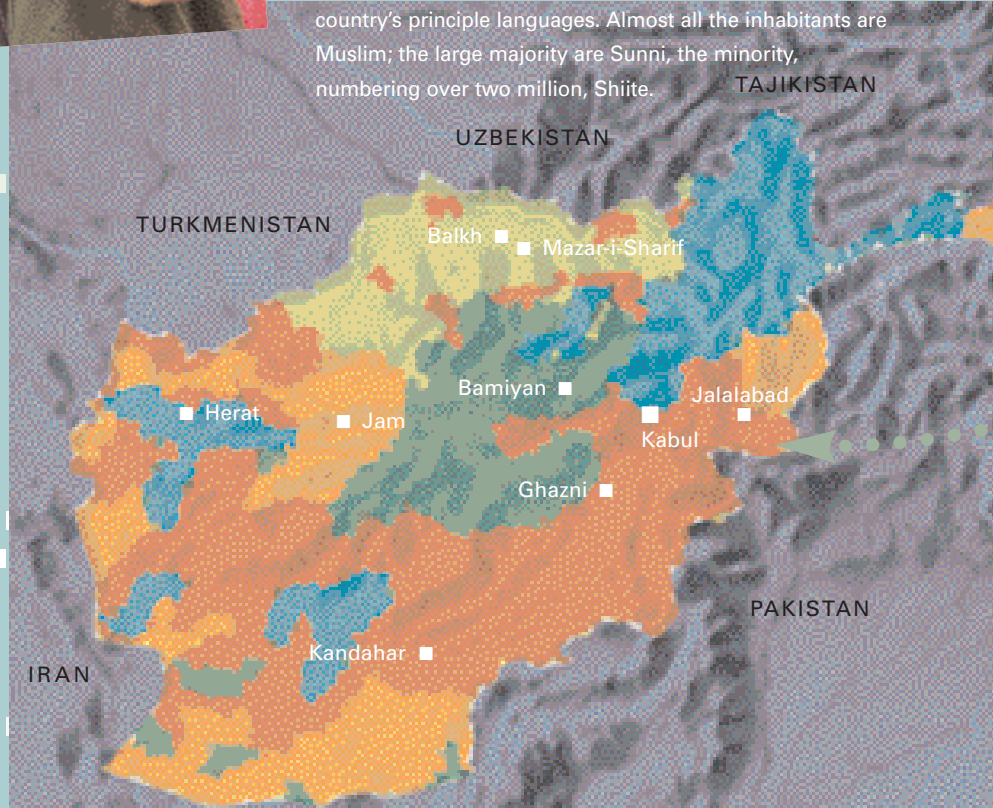 country's principle languages. Almost all the inhabitants are
Muslim; the large majority are Sunni, the minority,
numbering over two million, Shiite.
TAJIKISTAN
UZBEKISTAN
TURKMENISTAN
Balkh
Mazar-i-Sharif
Bamiyan
Jalalabad
Herat
Jam
Kabul
Ghazni
PAKISTAN
Kandahar
IRAN